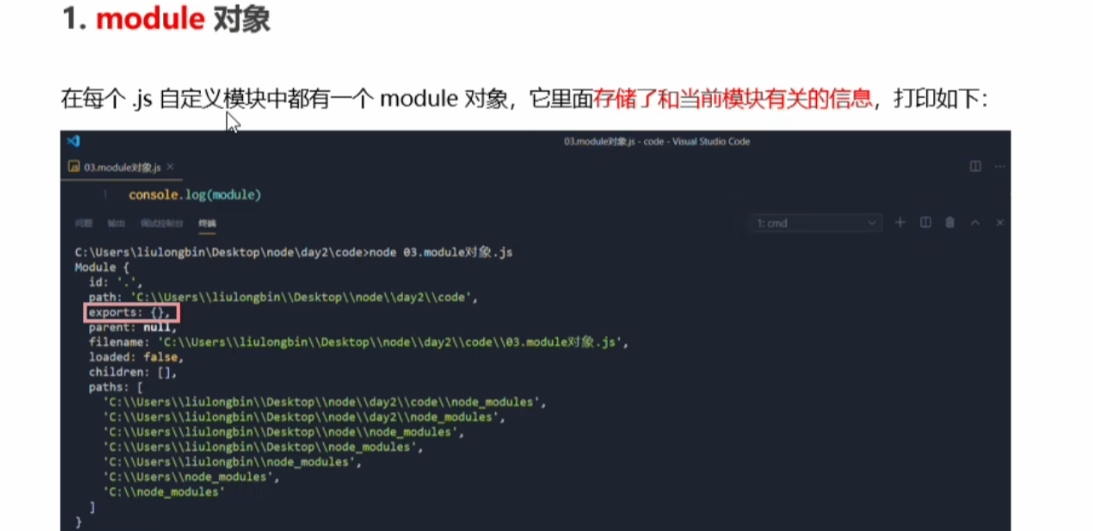 1. module 对象
在每个 .js 自定义模块中都有一个 module 对象，它里面存储了和当前模块有关的信息，打印如下：
03.module对象.js - code - Visual Studio Code
03.module对象.js ×
1 console.log(module)
问题 输出 调试控制台 终端 1: cmd
C:\Users\liulongbin\Desktop\node\day2\code>node 03.module对象.js
Module {
id: '.',
path: 'C:\\Users\\liulongbin\\Desktop\\node\\day2\\code',
exports: {},
parent: null,
filename: 'C:\\Users\\liulongbin\\Desktop\\node\\day2\\code\\03.module对象.js',
loaded: false,
children: [],
paths: [
'C:\\Users\\liulongbin\\Desktop\\node\\day2\\code\\node_modules',
'C:\\Users\\liulongbin\\Desktop\\node\\day2\\node_modules',
'C:\\Users\\liulongbin\\Desktop\\node\\node_modules',
'C:\\Users\\liulongbin\\Desktop\\node_modules',
'C:\\Users\\liulongbin\\node_modules',
'C:\\Users\\node_modules',
'C:\\node_modules'
]
}